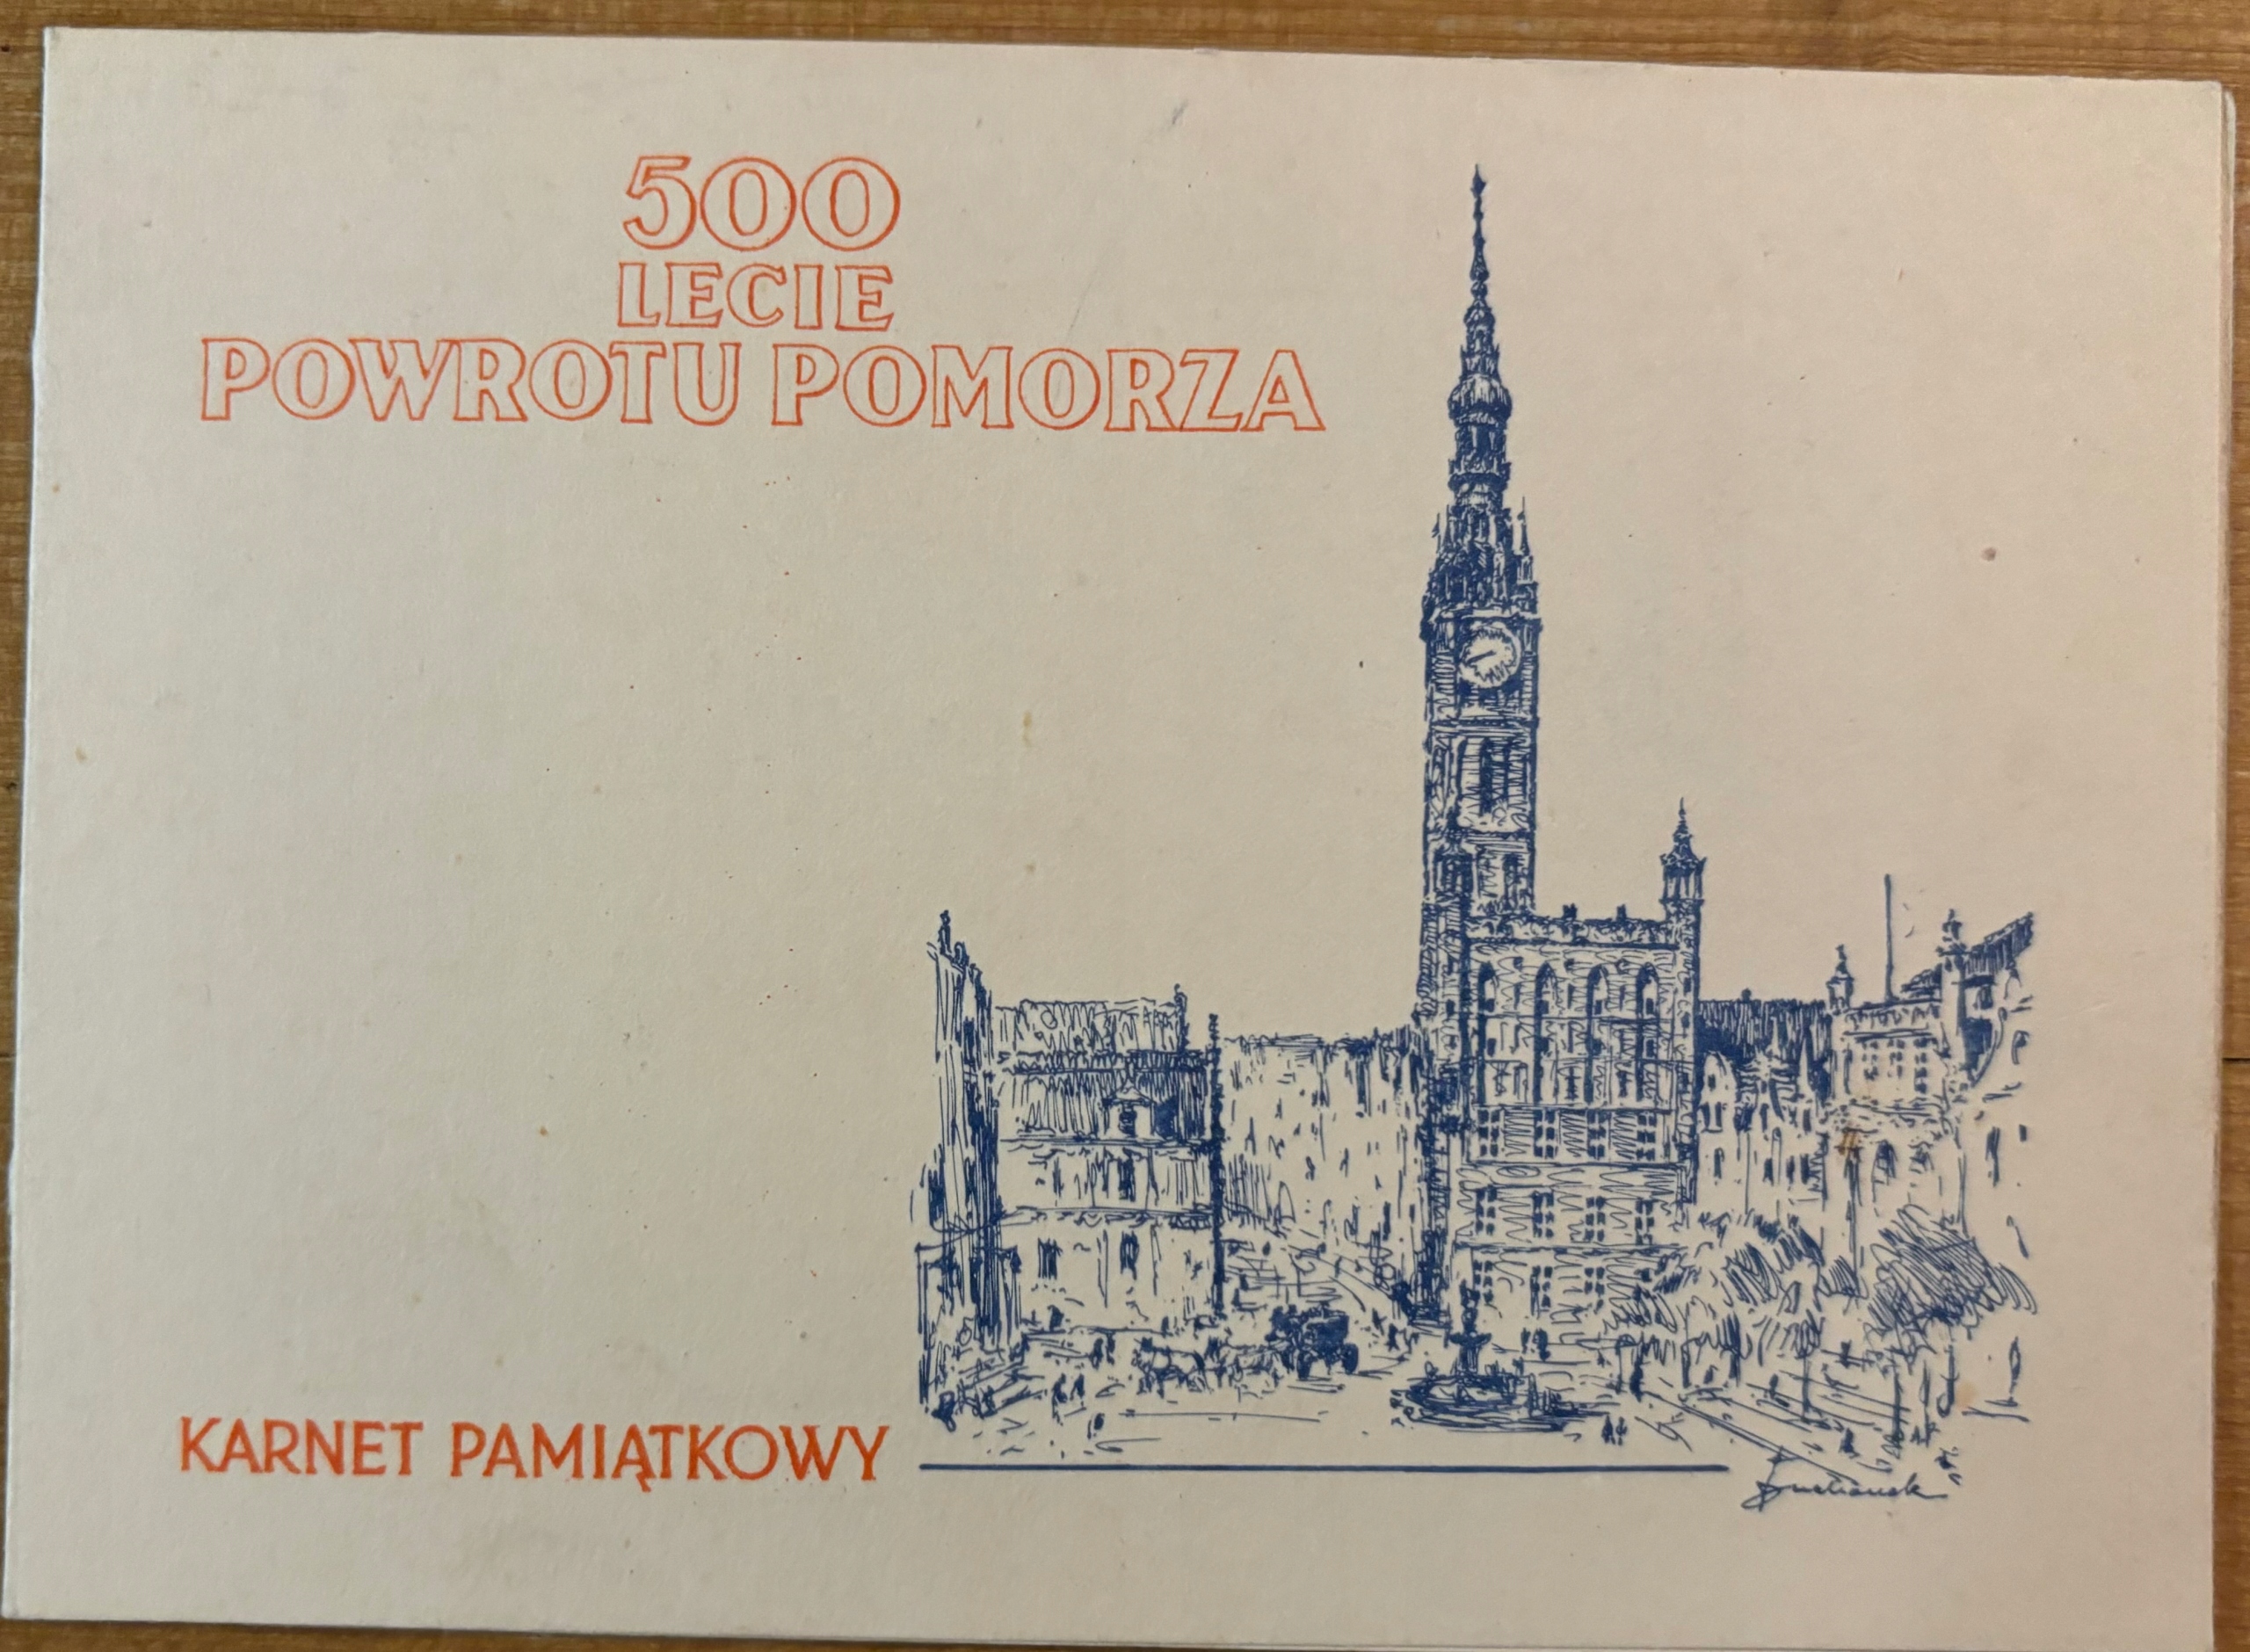 500
LECIE
POWROTU POMORZA
KARNET PAMIĄTKOWY